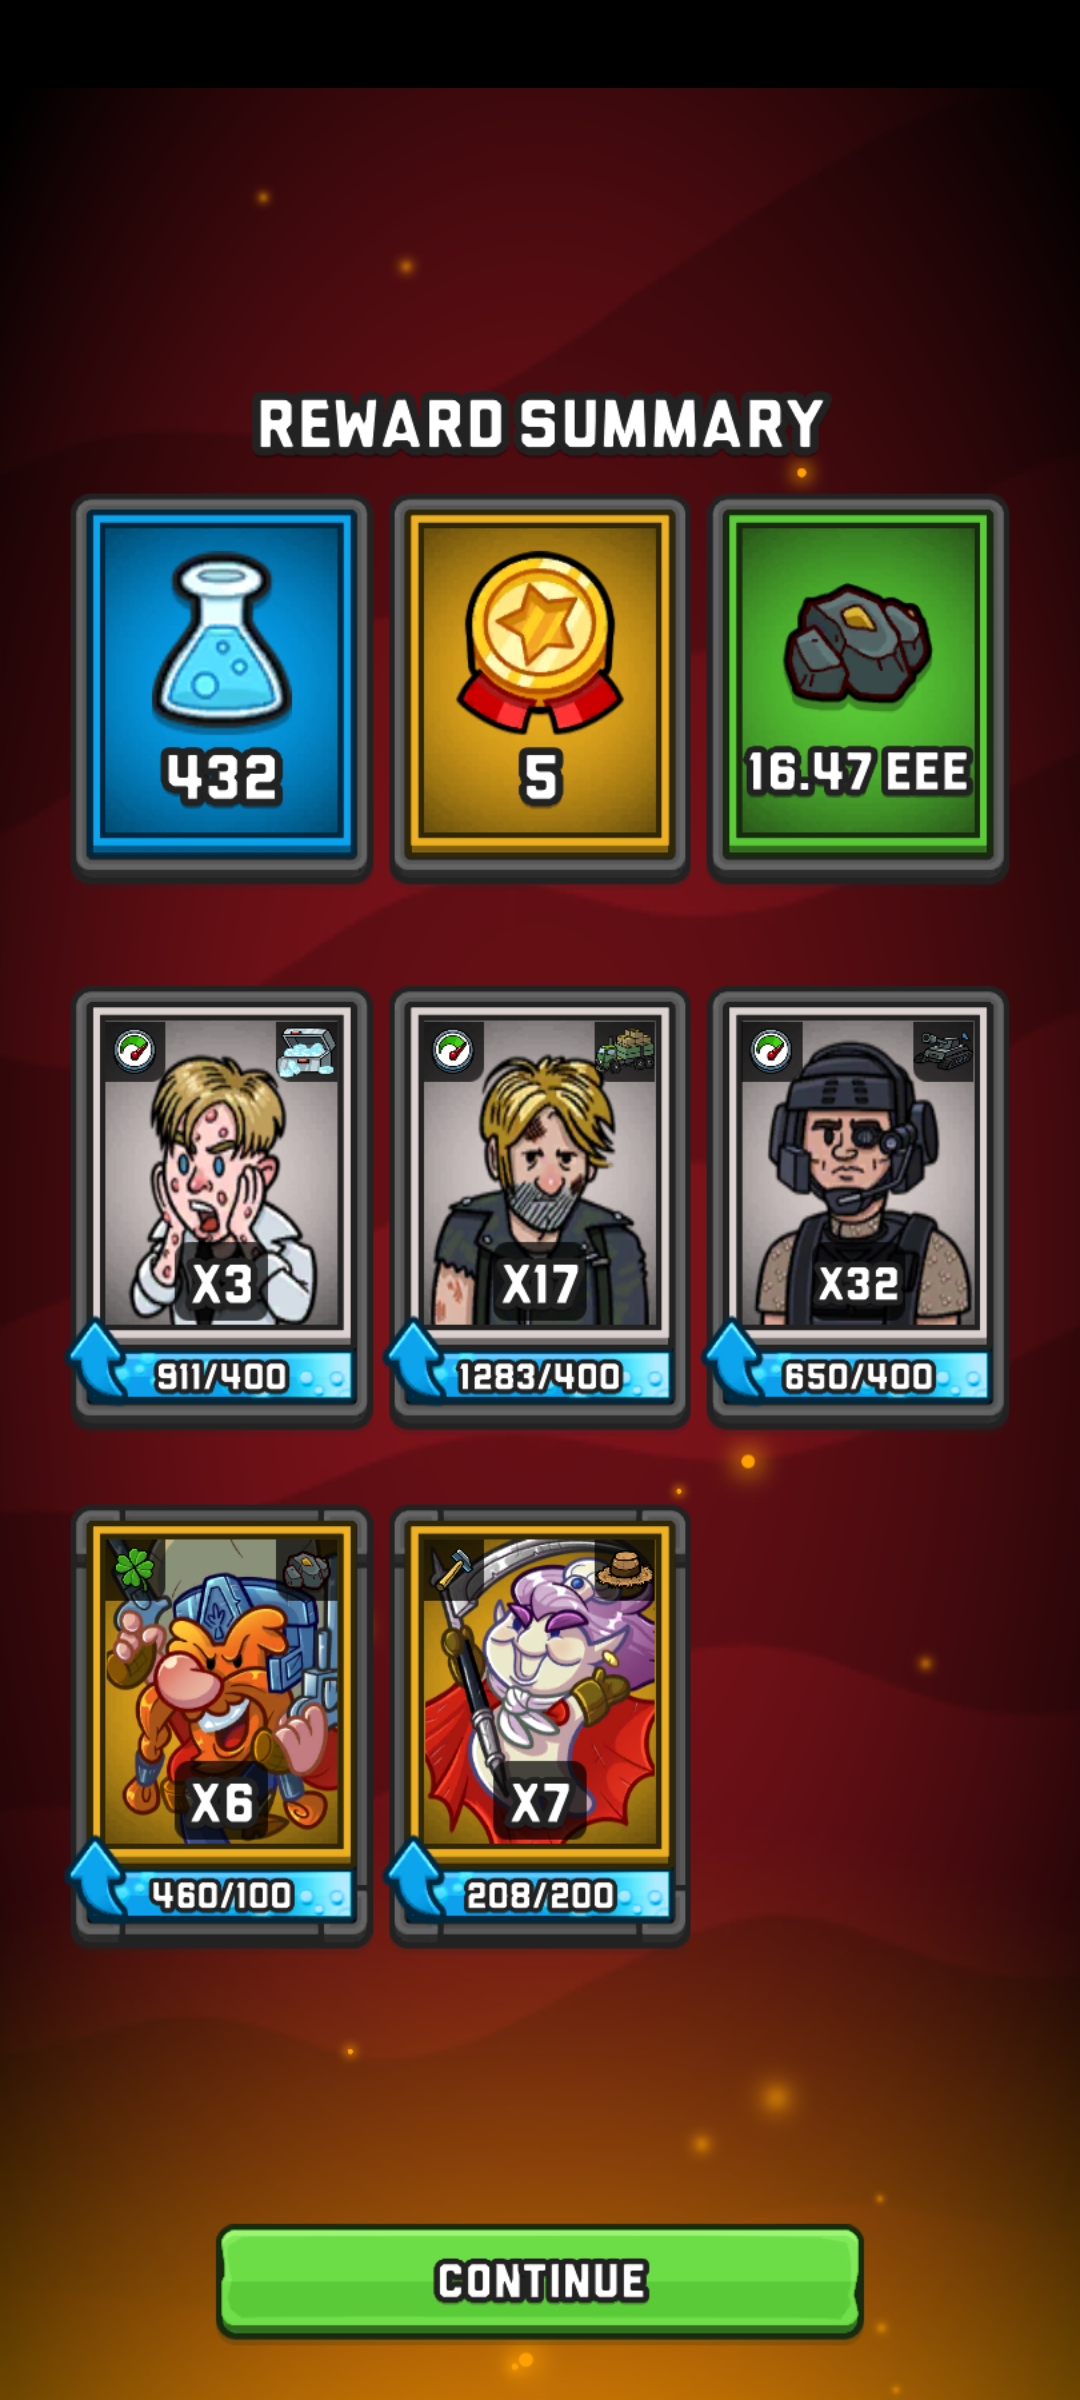 REWARD SUMMARY
432
5
16.47 EEE
X3
X17
X32
911/400
1283/400
650/400
X6
X7
460/100
208/200
CONTINUE